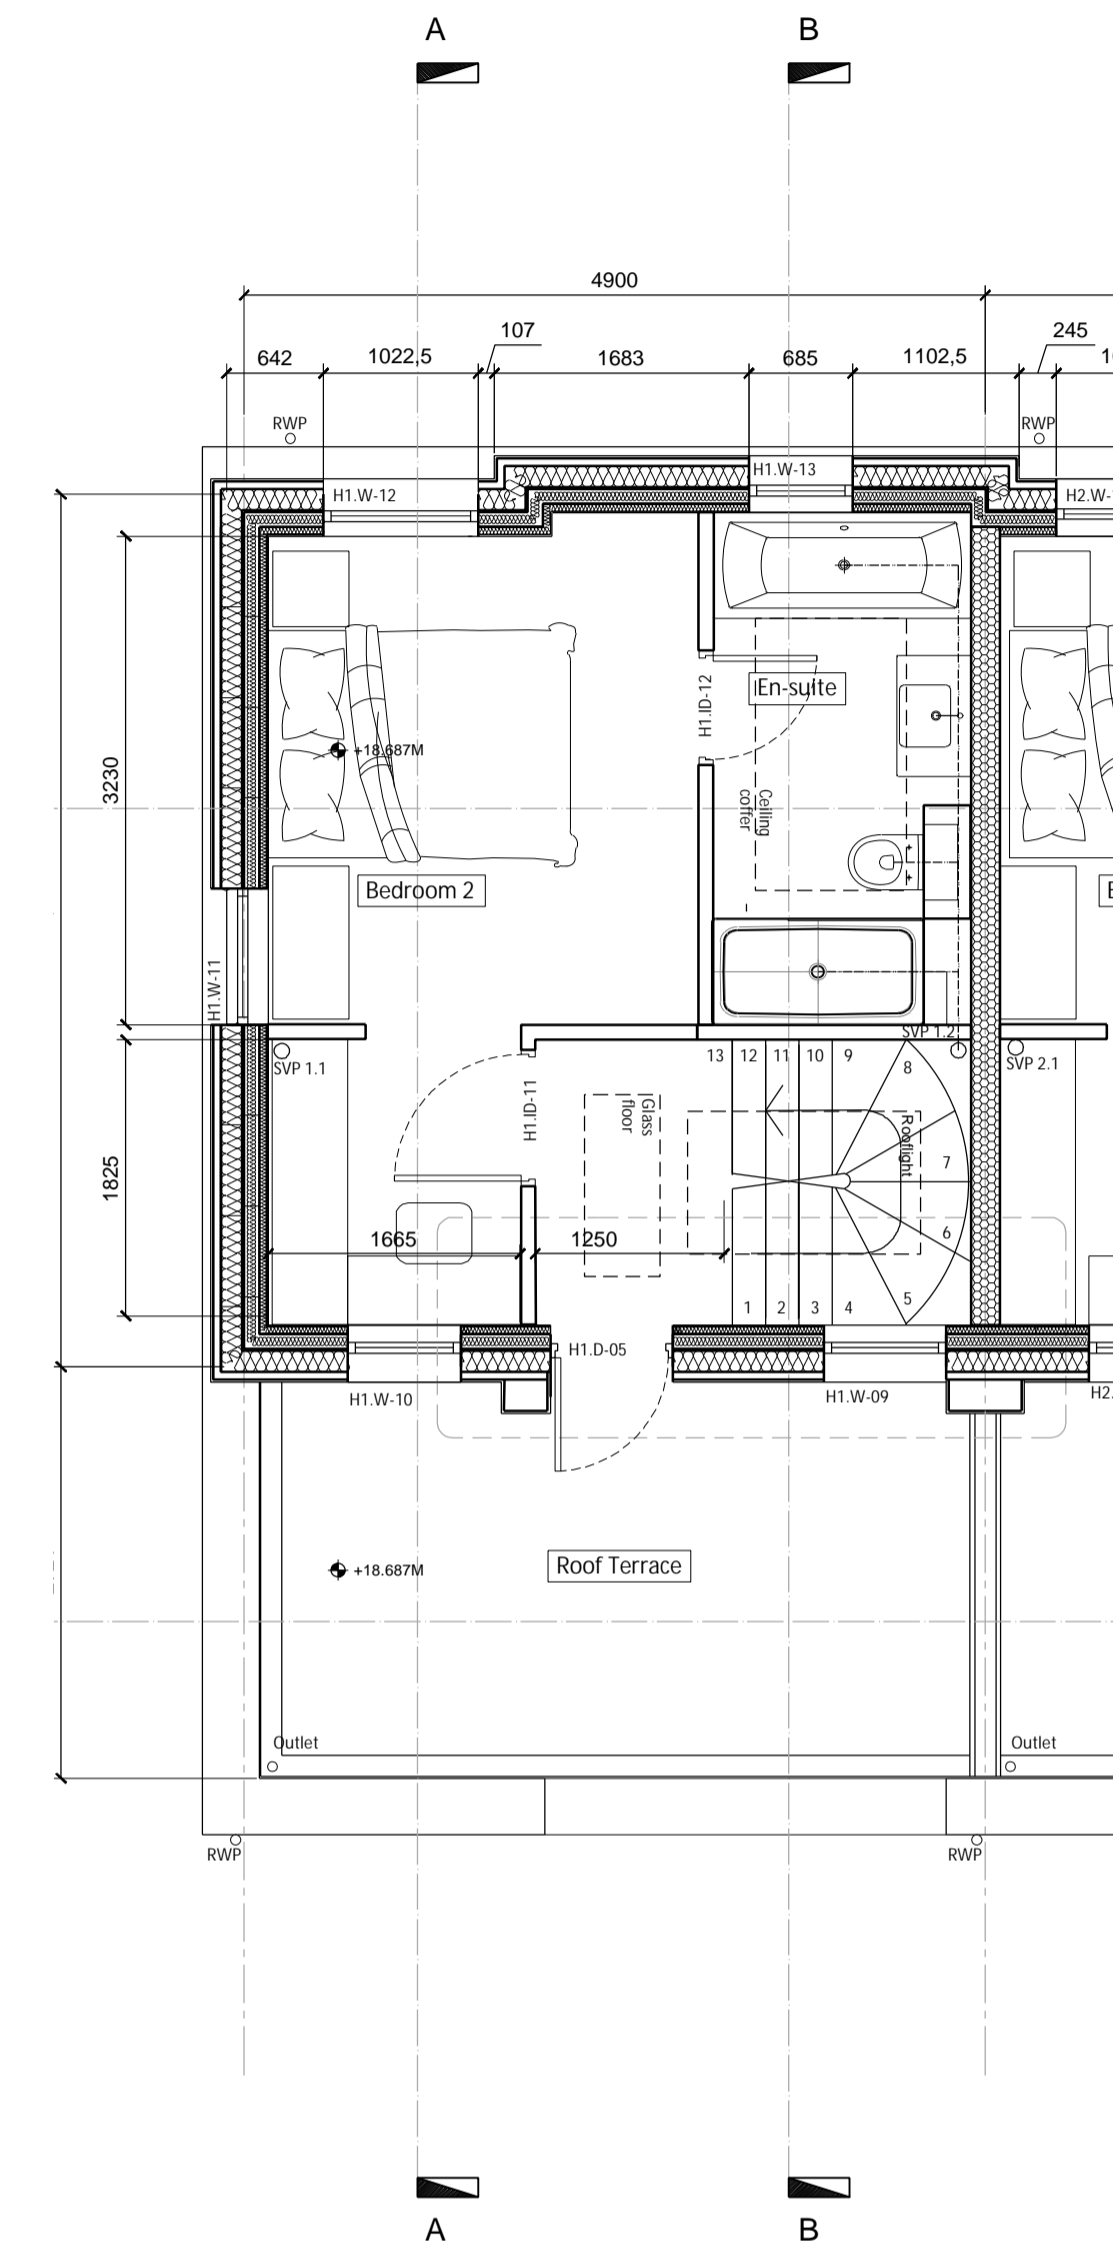 A
B
4900
107
245
642
1022,5
1683
685
1102,5
RWP
RWP
H1.W-13
H1.W-12
H1.ID-12
En-suite
+18.687M
3230
Ceiling
coffer
Bedroom 2
H1.W-11
SVP 1.2
SVP 1.1
SVP 2.1
13
12
11
10
9
8
H1.ID-11
Glass
floor
Rooflight
7
1825
6
1665
1250
5
1
2
3
4
H1.D-05
H1.W-10
H1.W-09
+18.687M
Roof Terrace
Outlet
Outlet
RWP
RWP
A
B